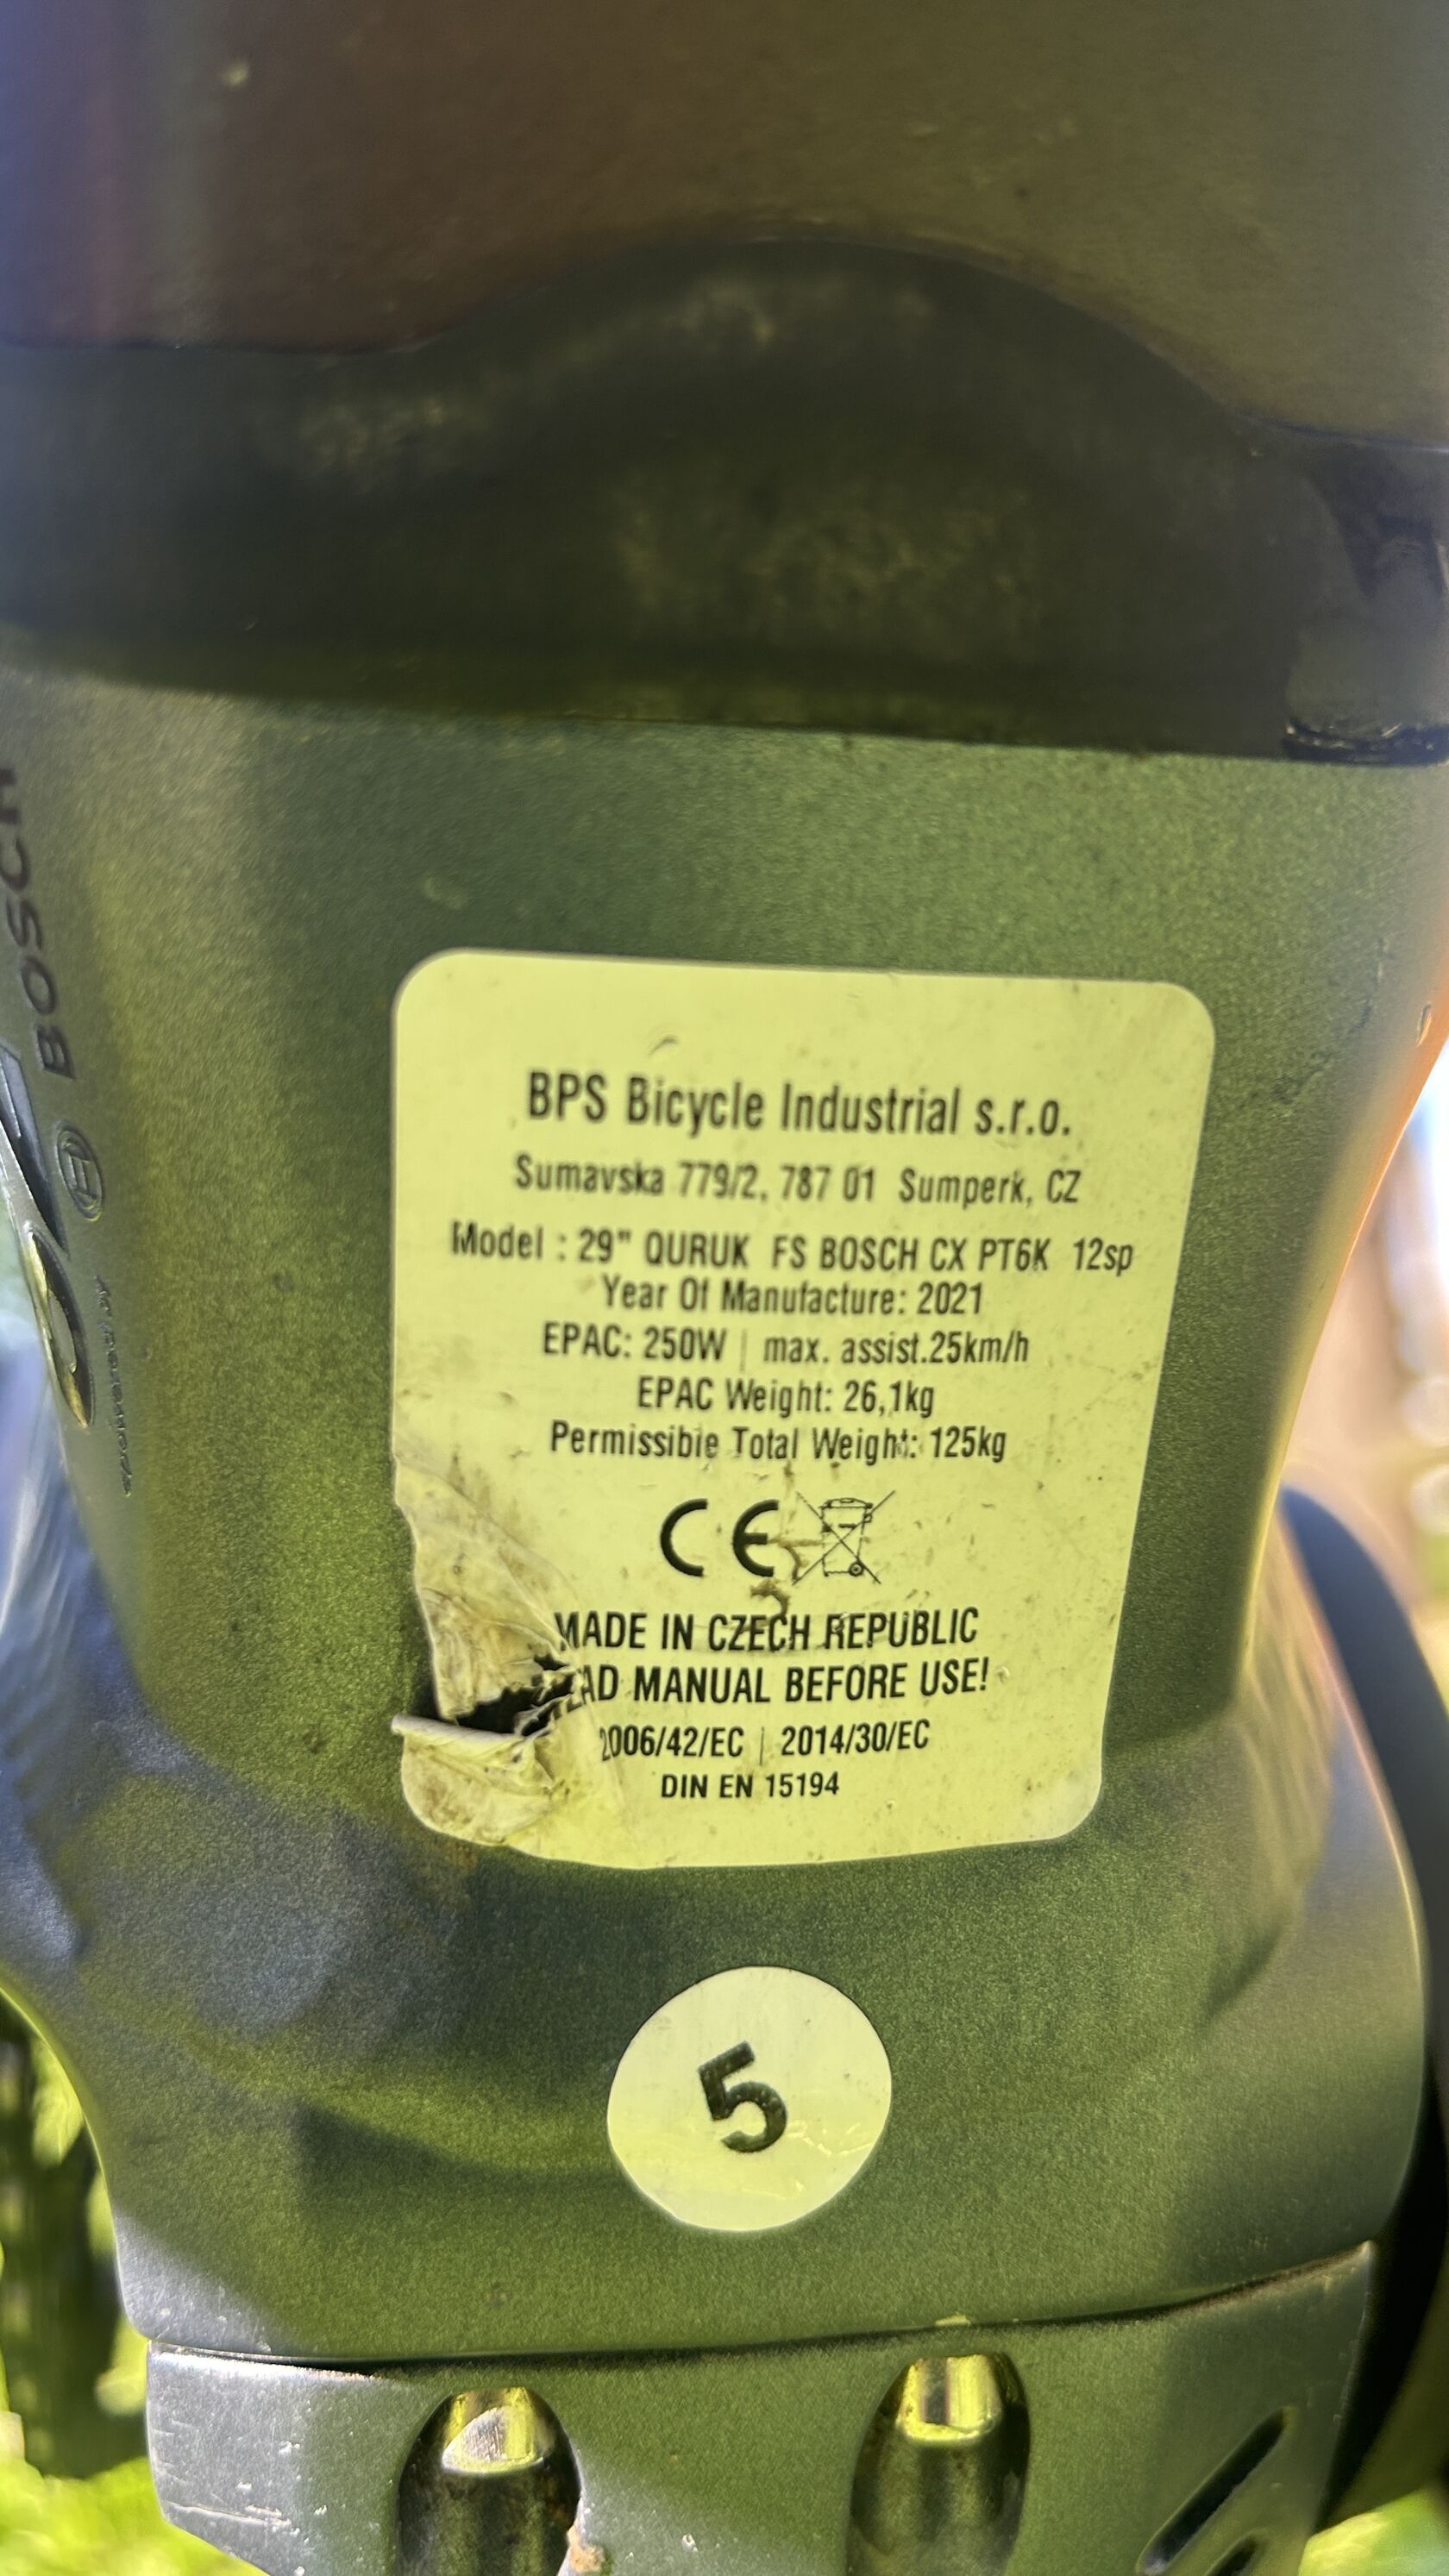 BOSCH
BPS Bicycle Industrial s.r.o.
Sumavska 779/2, 787 01 Sumperk, CZ
Model : 29" QURUK FS BOSCH CX PT6K 12sp
Year Of Manufacture: 2021
EPAC: 250W | max. assist.25km/h
EPAC Weight: 26,1kg
Permissible Total Weight: 125kg
CE
MADE IN CZECH REPUBLIC
EAD MANUAL BEFORE USE!
2006/42/EC | 2014/30/EC
DIN EN 15194
5